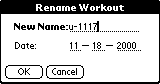 Rename Workout
New Name: y-1117
Date: 11 - 18 - 2000
OK Cancel